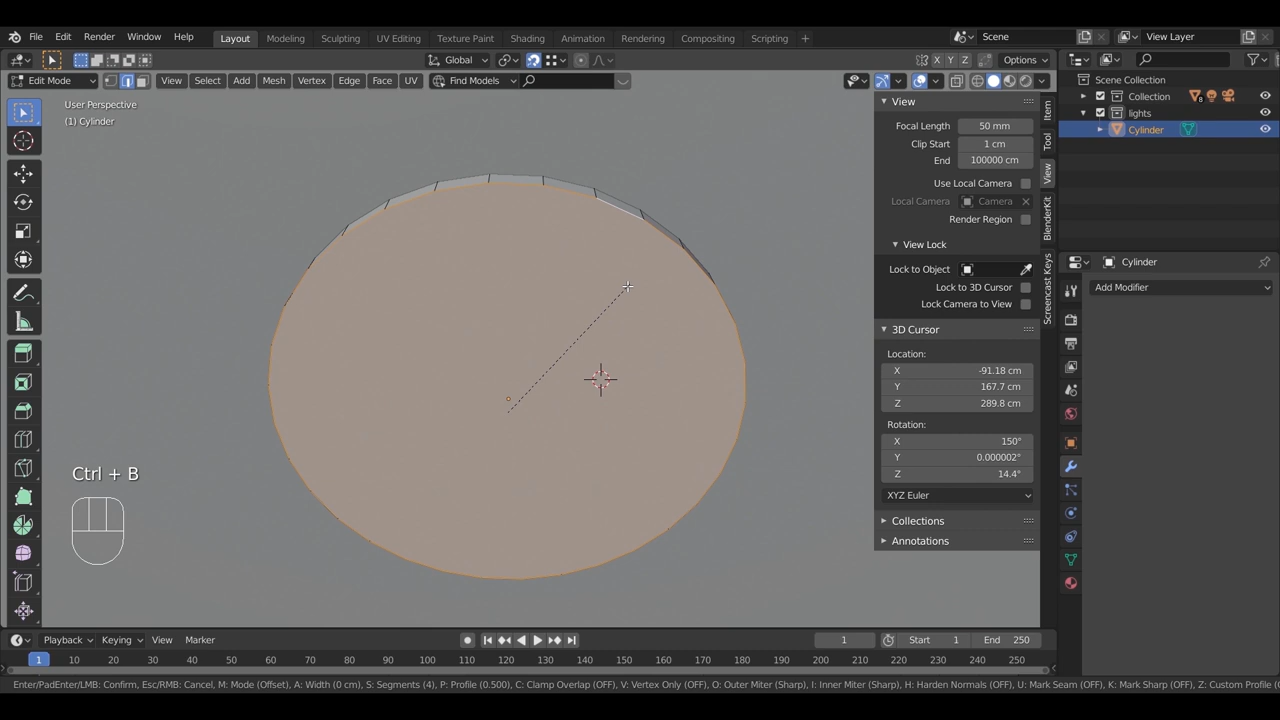 File Edit Render Window Help Layout Modeling Sculpting UV Editing Texture Paint Shading Animation Rendering Compositing Scripting + Scene View Layer
Global X Y Z Options
Edit Mode View Select Add Mesh Vertex Edge Face UV Find Models
User Perspective
(1) Cylinder
View
Focal Length 50 mm
Clip Start 1 cm
End 100000 cm
Use Local Camera
Local Camera Camera
Render Region
View Lock
Lock to Object
Lock to 3D Cursor
Lock Camera to View
3D Cursor
Location:
X -91.18 cm
Y 167.7 cm
Z 289.8 cm
Rotation:
X 150°
Y 0.000002°
Z 14.4°
XYZ Euler
Collections
Annotations
Item
Tool
View
BlenderKit
Screencast Keys
Scene Collection
Collection 8
lights
Cylinder
Cylinder
Add Modifier
Ctrl + B
Playback Keying View Marker 1 Start 1 End 250
1 10 20 30 40 50 60 70 80 90 100 110 120 130 140 150 160 170 180 190 200 210 220 230 240 250
Enter/PadEnter/LMB: Confirm, Esc/RMB: Cancel, M: Mode (Offset), A: Width (0 cm), S: Segments (4), P: Profile (0.500), C: Clamp Overlap (OFF), V: Vertex Only (OFF), O: Outer Miter (Sharp), I: Inner Miter (Sharp), H: Harden Normals (OFF), U: Mark Seam (OFF), K: Mark Sharp (OFF), Z: Custom Profile (